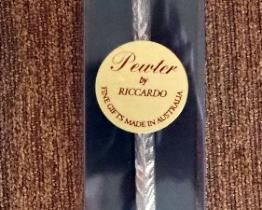 Pewter
by
RICCARDO
FINE GIFTS MADE IN AUSTRALIA